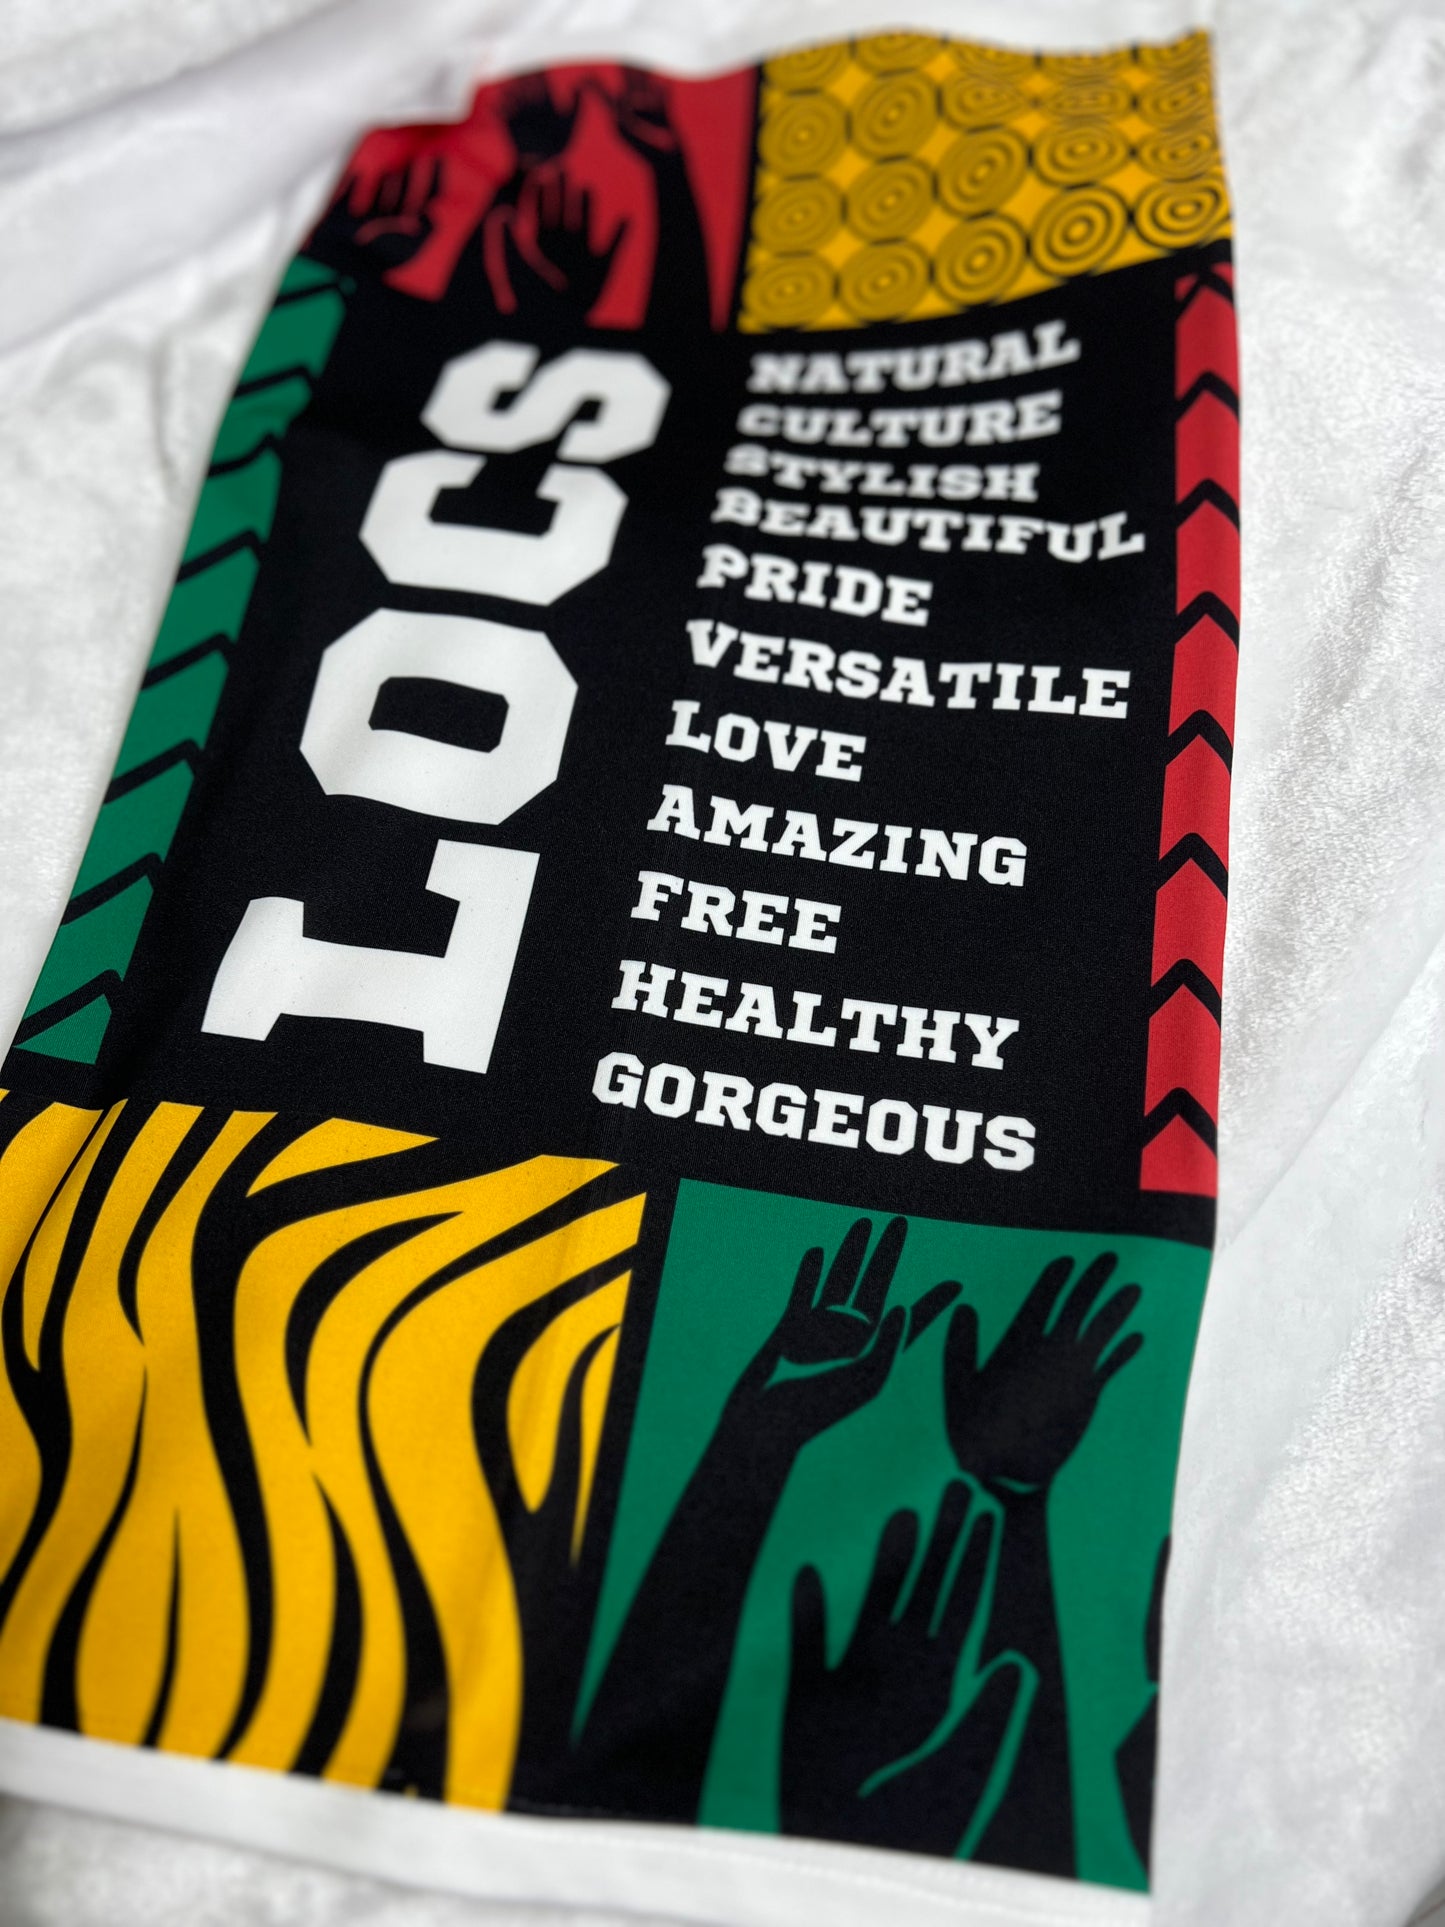 LOCS
NATURAL
CULTURE
STYLISH
BEAUTIFUL
PRIDE
VERSATILE
LOVE
AMAZING
FREE
HEALTHY
GORGEOUS